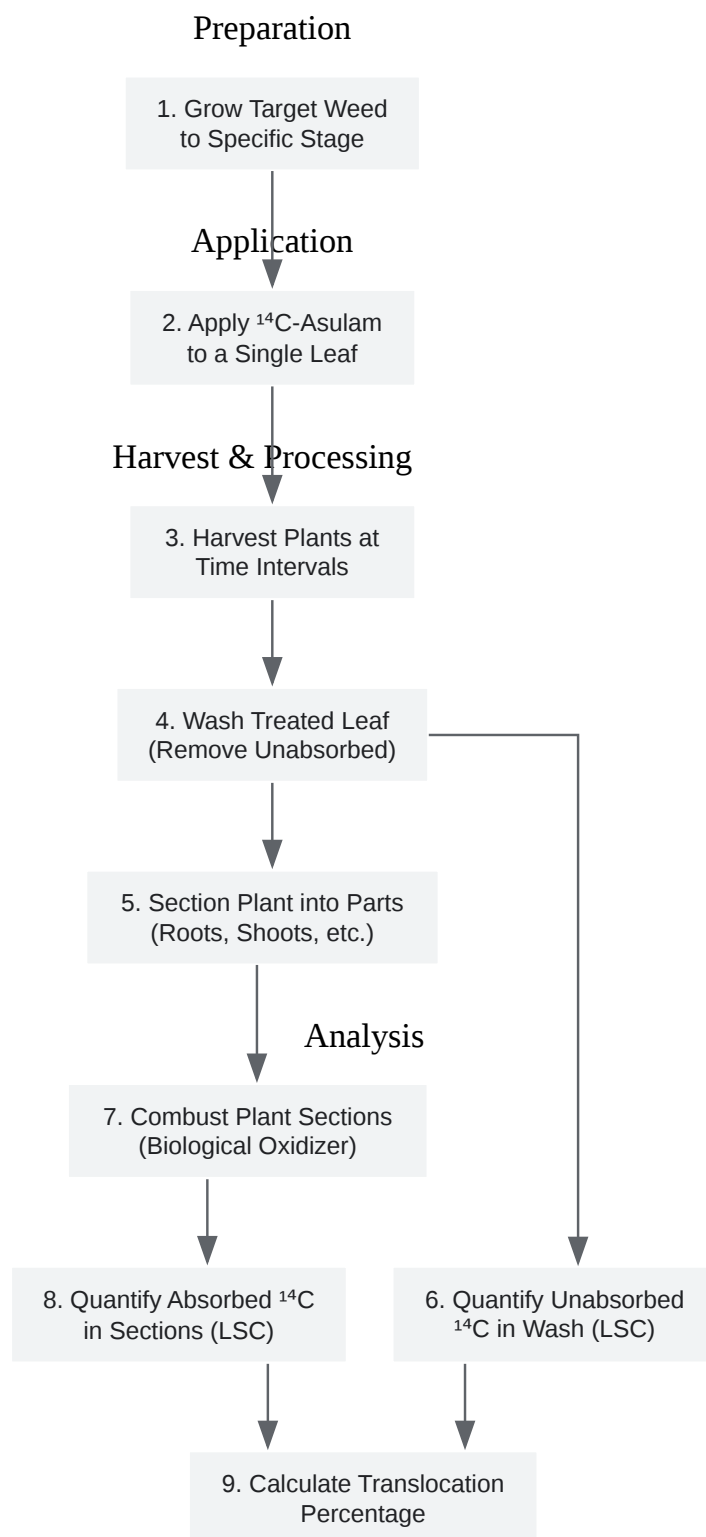 Preparation
1. Grow Target Weed
to Specific Stage
Application
2. Apply ¹⁴C-Asulam
to a Single Leaf
Harvest & Processing
3. Harvest Plants at
Time Intervals
4. Wash Treated Leaf
(Remove Unabsorbed)
5. Section Plant into Parts
(Roots, Shoots, etc.)
Analysis
7. Combust Plant Sections
(Biological Oxidizer)
8. Quantify Absorbed ¹⁴C
in Sections (LSC)
6. Quantify Unabsorbed
¹⁴C in Wash (LSC)
9. Calculate Translocation
Percentage